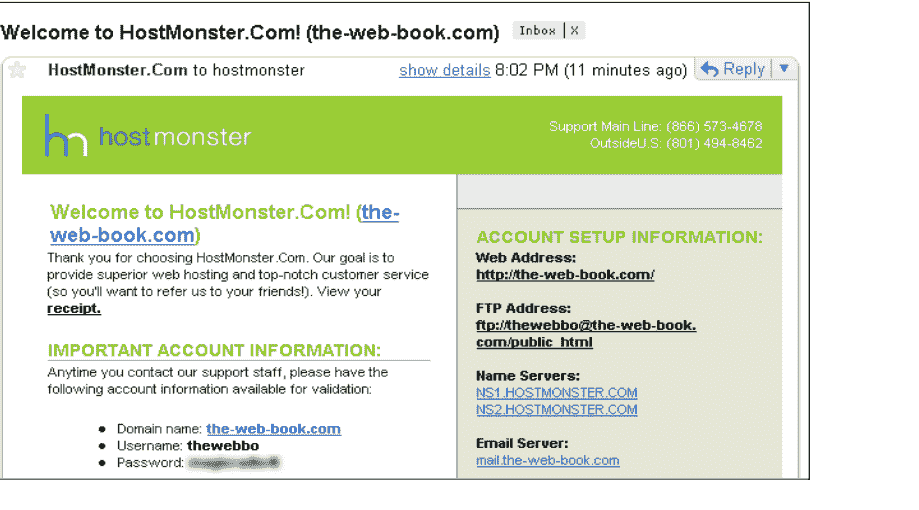 Welcome to HostMonster.Com! (the-web-book.com) Inbox | X
HostMonster.Com to hostmonster show details 8:02 PM (11 minutes ago) Reply
hostmonster
Support Main Line: (866) 573-4678
OutsideU.S: (801) 494-8462
Welcome to HostMonster.Com! (the-
web-book.com)
Thank you for choosing HostMonster.Com. Our goal is to
provide superior web hosting and top-notch customer service
(so you'll want to refer us to your friends!). View your
receipt.
IMPORTANT ACCOUNT INFORMATION:
Anytime you contact our support staff, please have the
following account information available for validation:
• Domain name: the-web-book.com
• Username: thewebbo
• Password:
ACCOUNT SETUP INFORMATION:
Web Address:
http://the-web-book.com/
FTP Address:
ftp://thewebbo@the-web-book.
com/public_html
Name Servers:
NS1.HOSTMONSTER.COM
NS2.HOSTMONSTER.COM
Email Server:
mail.the-web-book.com